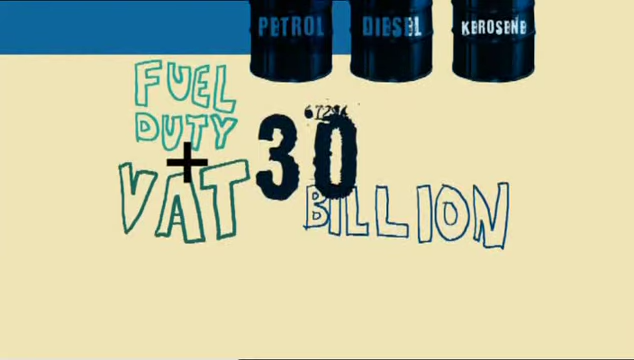 PETROL DIESEL KEROSENE
FUEL
DUTY
+
VAT
30
BILLION